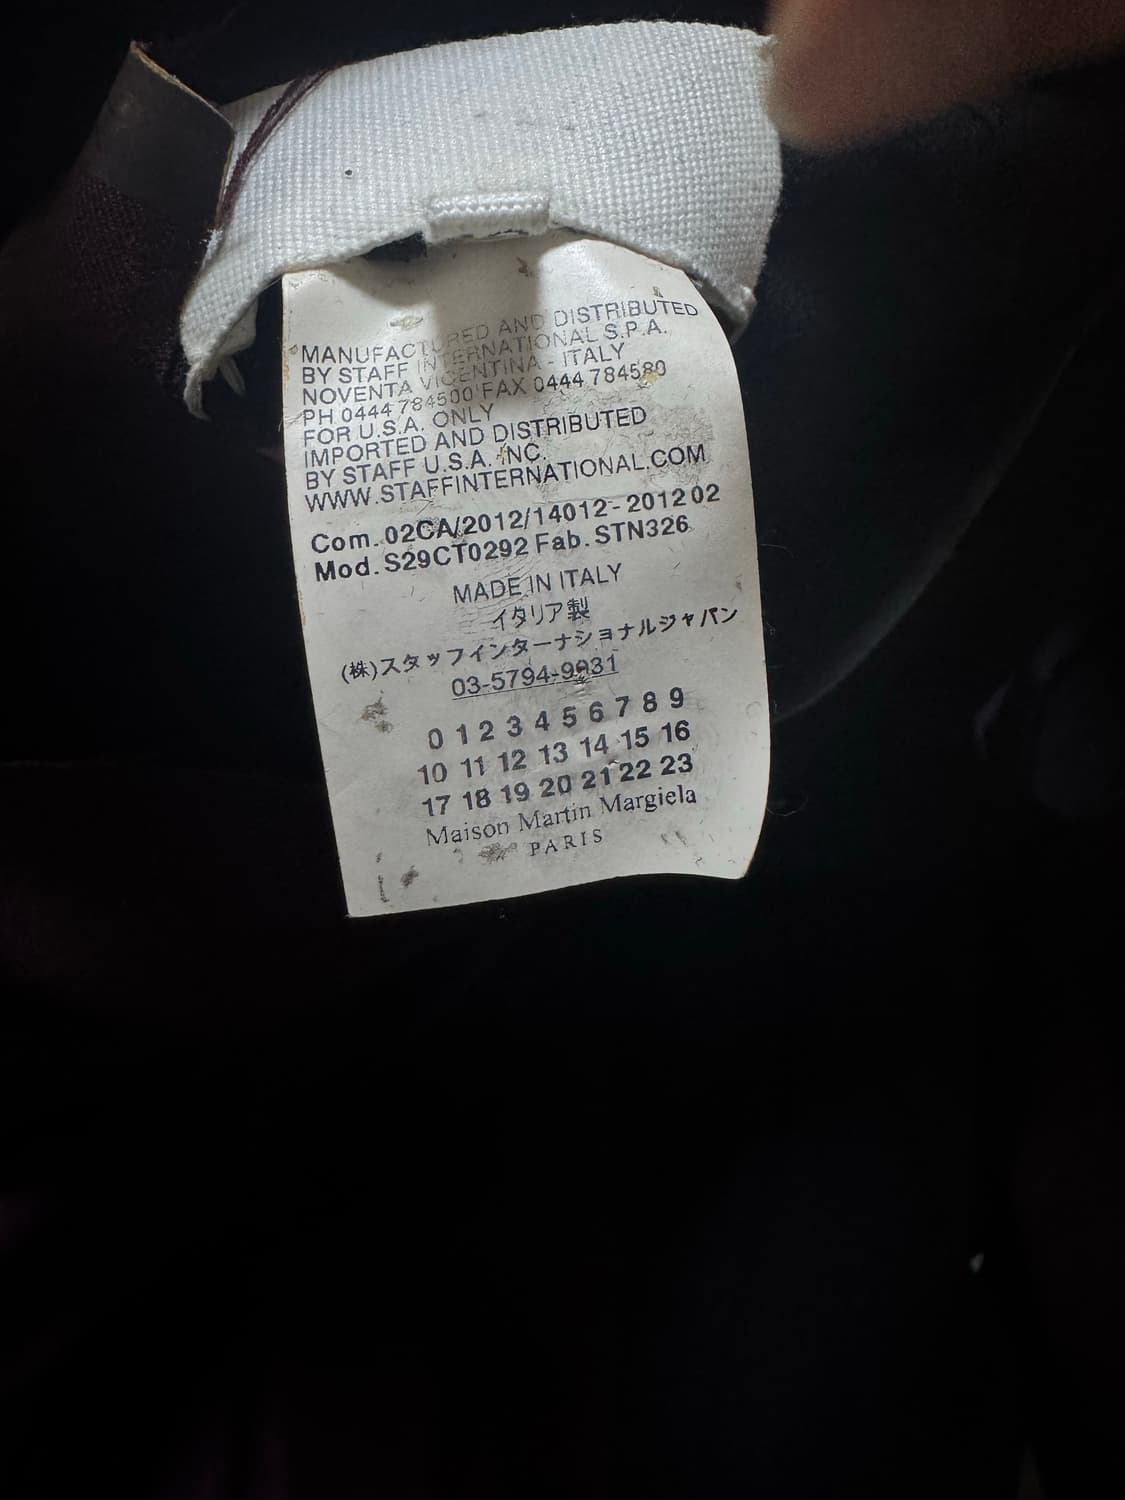 MANUFACTURED AND DISTRIBUTED
BY STAFF INTERNATIONAL S.P.A.
NOVENTA VICENTINA - ITALY
PH 0444 784500 FAX 0444 784580
FOR U.S.A. ONLY
IMPORTED AND DISTRIBUTED
BY STAFF U.S.A. INC.
WWW.STAFFINTERNATIONAL.COM
Com. 02CA/2012/14012 - 2012 02
Mod. S29CT0292 Fab. STN326
MADE IN ITALY
イタリア製
(株)スタッフインターナショナルジャパン
03-5794-9031
0 1 2 3 4 5 6 7 8 9
10 11 12 13 14 15 16
17 18 19 20 21 22 23
Maison Martin Margiela
PARIS